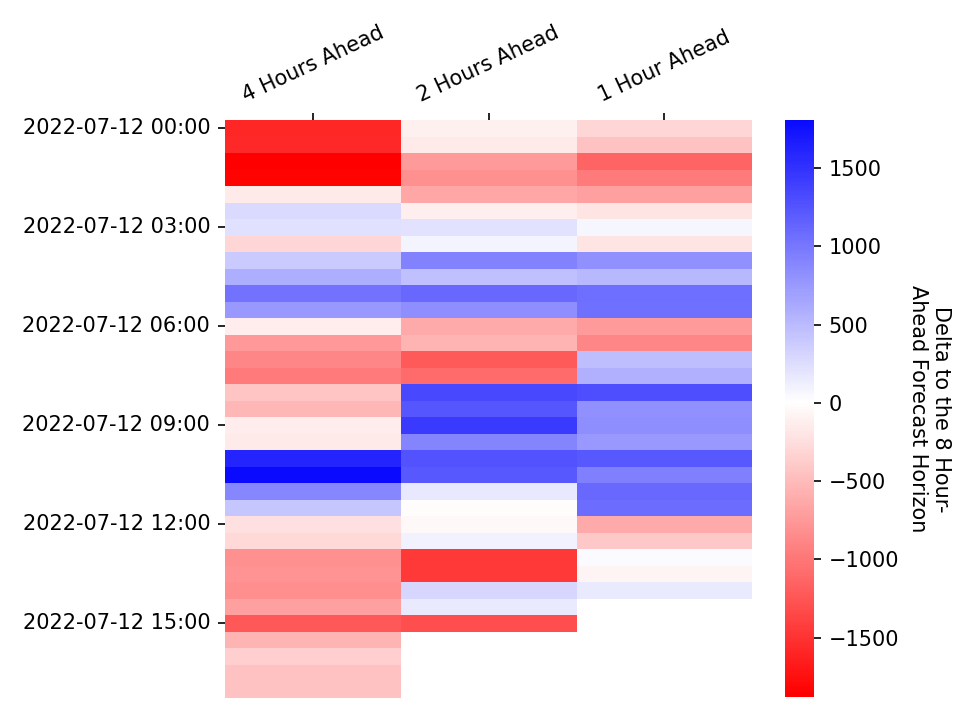 4 Hours Ahead
2 Hours Ahead
1 Hour Ahead
2022-07-12 00:00
2022-07-12 03:00
2022-07-12 06:00
2022-07-12 09:00
2022-07-12 12:00
2022-07-12 15:00
1500
1000
500
0
−500
−1000
−1500
Delta to the 8 Hour-
Ahead Forecast Horizon